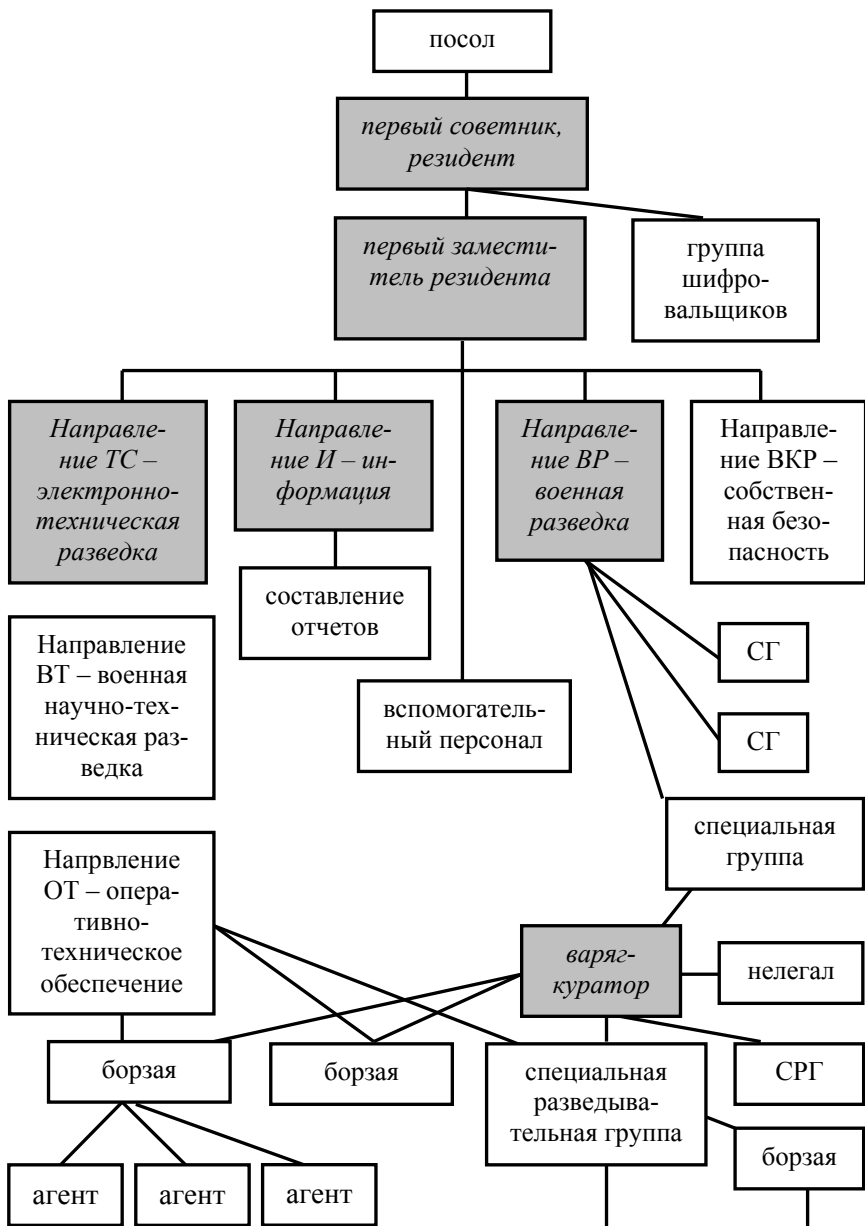 посол
первый советник,
резидент
первый замести-
тель резидента
группа
шифро-
вальщиков
Направле-
ние ТС –
электронно-
техническая
разведка
Направле-
ние И – ин-
формация
Направле-
ние ВР –
военная
разведка
Направле-
ние ВКР –
собствен-
ная безо-
пасность
составление
отчетов
Направление
ВТ – военная
научно-тех-
ническая раз-
ведка
СГ
вспомогатель-
ный персонал
СГ
специальная
группа
Напрвление
ОТ – опера-
тивно-
техническое
обеспечение
варяг-
куратор
нелегал
борзая
борзая
специальная
разведыва-
тельная группа
СРГ
борзая
агент
агент
агент